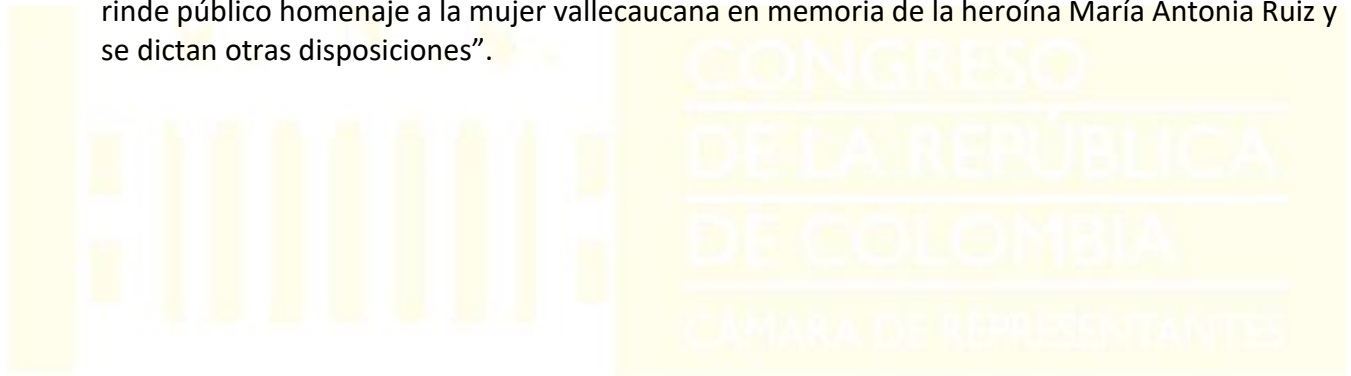 rinde público homenaje a la mujer vallecaucana en memoria de la heroína María Antonia Ruiz y
se dictan otras disposiciones”.
CONGRESO
DE LA REPÚBLICA
DE COLOMBIA
CÁMARA DE REPRESENTANTES